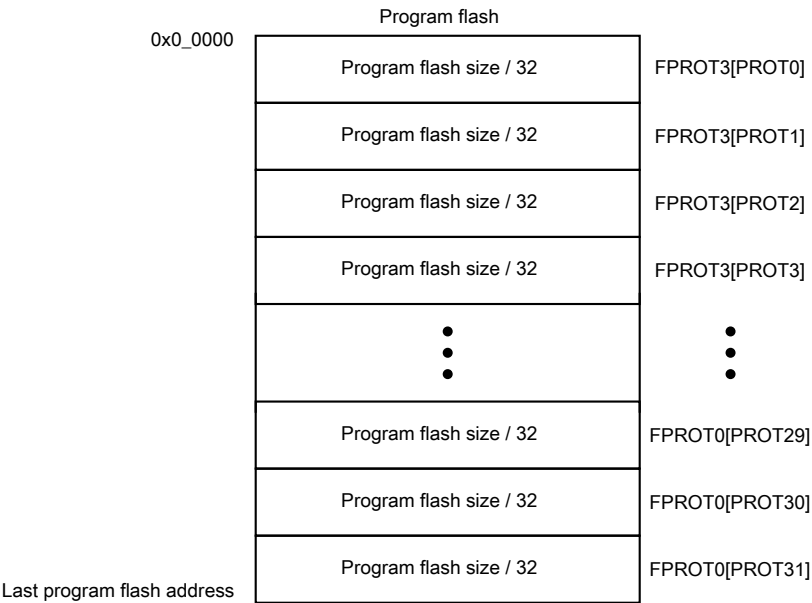 Program flash
0x0_0000
Program flash size / 32
FPROT3[PROT0]
Program flash size / 32
FPROT3[PROT1]
Program flash size / 32
FPROT3[PROT2]
Program flash size / 32
FPROT3[PROT3]
Program flash size / 32
FPROT0[PROT29]
Program flash size / 32
FPROT0[PROT30]
Program flash size / 32
FPROT0[PROT31]
Last program flash address